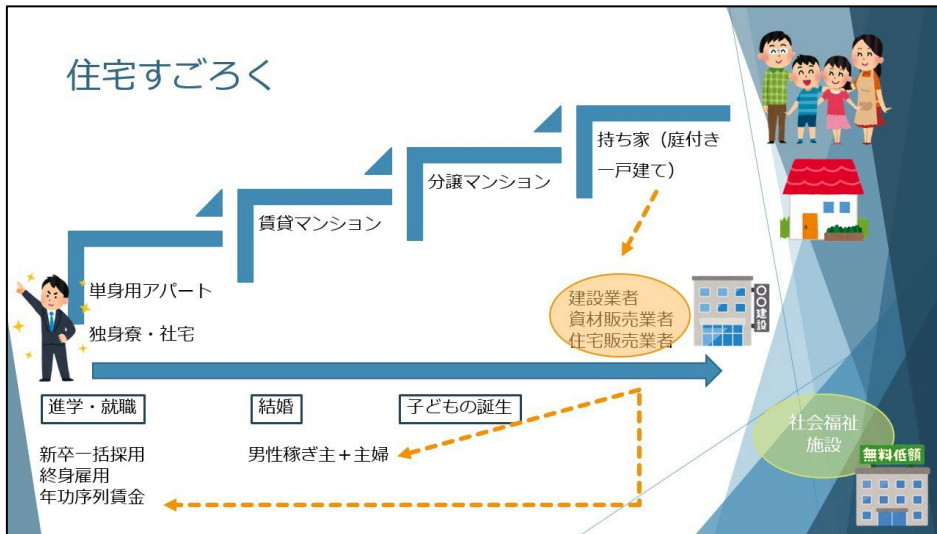 住宅すごろく
持ち家（庭付き
一戸建て）
分譲マンション
賃貸マンション
単身用アパート
独身寮・社宅
建設業者
資材販売業者
住宅販売業者
〇〇建設
進学・就職
結婚
子どもの誕生
新卒一括採用
終身雇用
年功序列賃金
男性稼ぎ主＋主婦
社会福祉
施設
無料低額